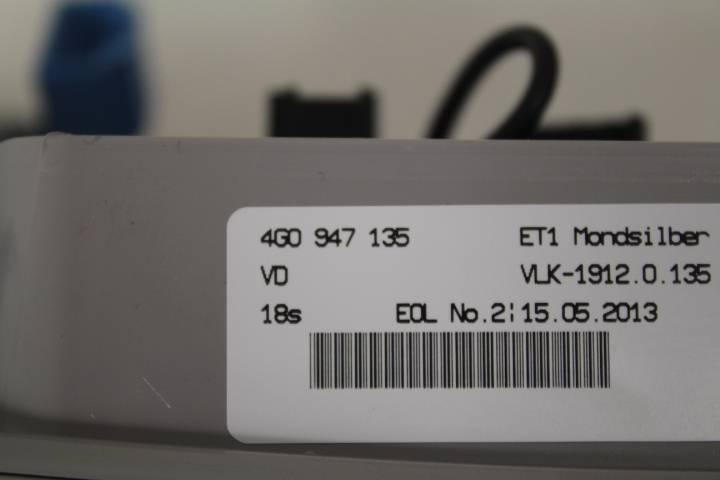 4G0 947 135 ET1 Mondsilber
VD VLK-1912.0.135
18s EOL No.2¦15.05.2013